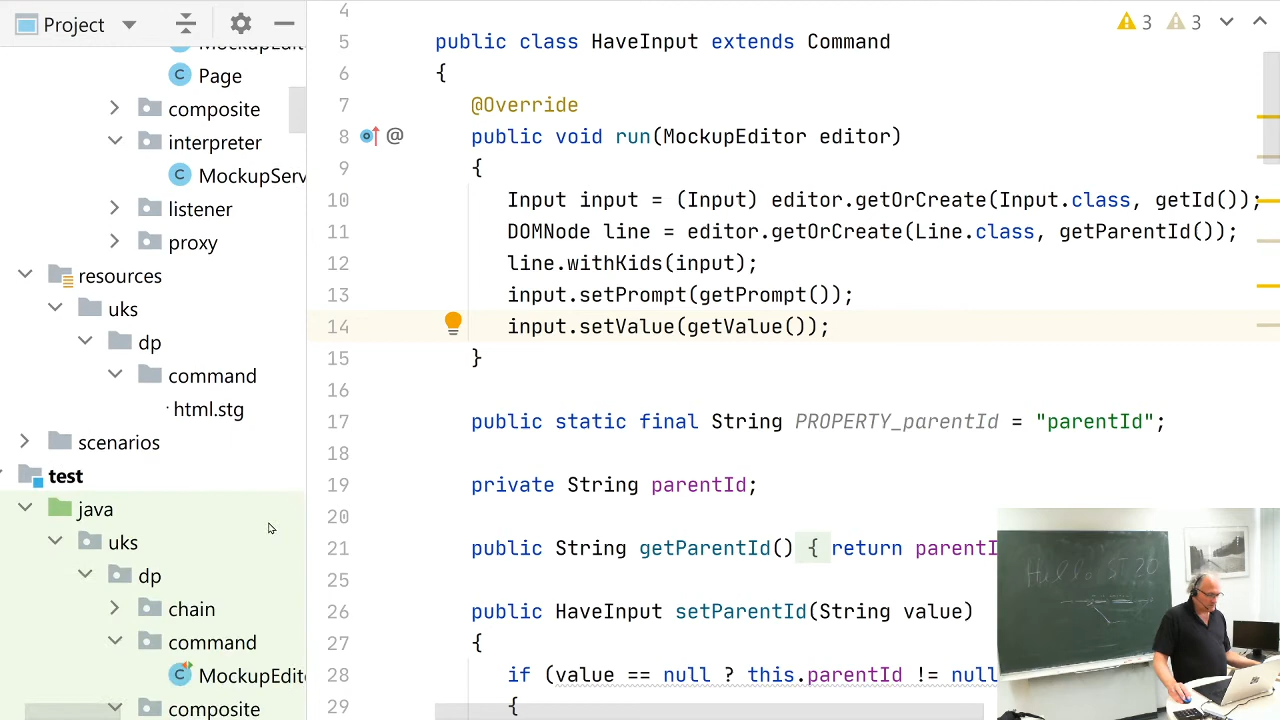 Project
MockupEdit
Page
composite
interpreter
MockupServ
listener
proxy
resources
uks
dp
command
html.stg
scenarios
test
java
uks
dp
chain
command
MockupEdit
composite
3 3
4
5 public class HaveInput extends Command
6 {
7 @Override
8 @ public void run(MockupEditor editor)
9 {
10 Input input = (Input) editor.getOrCreate(Input.class, getId());
11 DOMNode line = editor.getOrCreate(Line.class, getParentId());
12 line.withKids(input);
13 input.setPrompt(getPrompt());
14 input.setValue(getValue());
15 }
16
17 public static final String PROPERTY_parentId = "parentId";
18
19 private String parentId;
20
21 public String getParentId() { return parentI
25
26 public HaveInput setParentId(String value)
27 {
28 if (value == null ? this.parentId != null
29 {
Hello ST 20